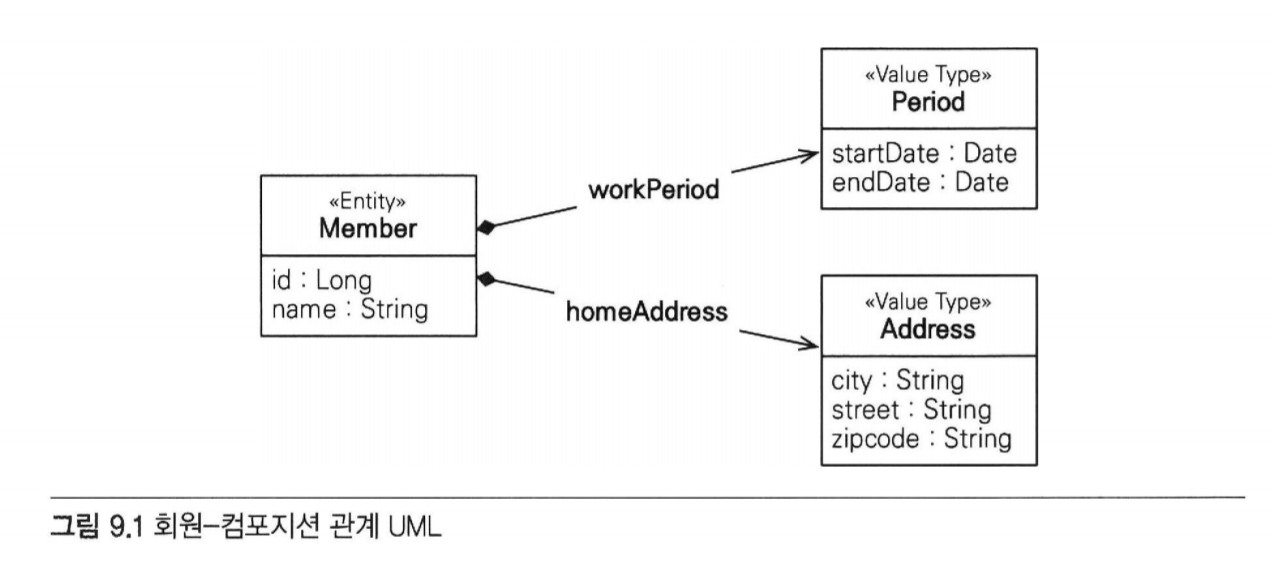 «Value Type»
Period
startDate : Date
endDate : Date
workPeriod
«Entity»
Member
id : Long
name : String
homeAddress
«Value Type»
Address
city : String
street : String
zipcode : String
그림 9.1 회원-컴포지션 관계 UML